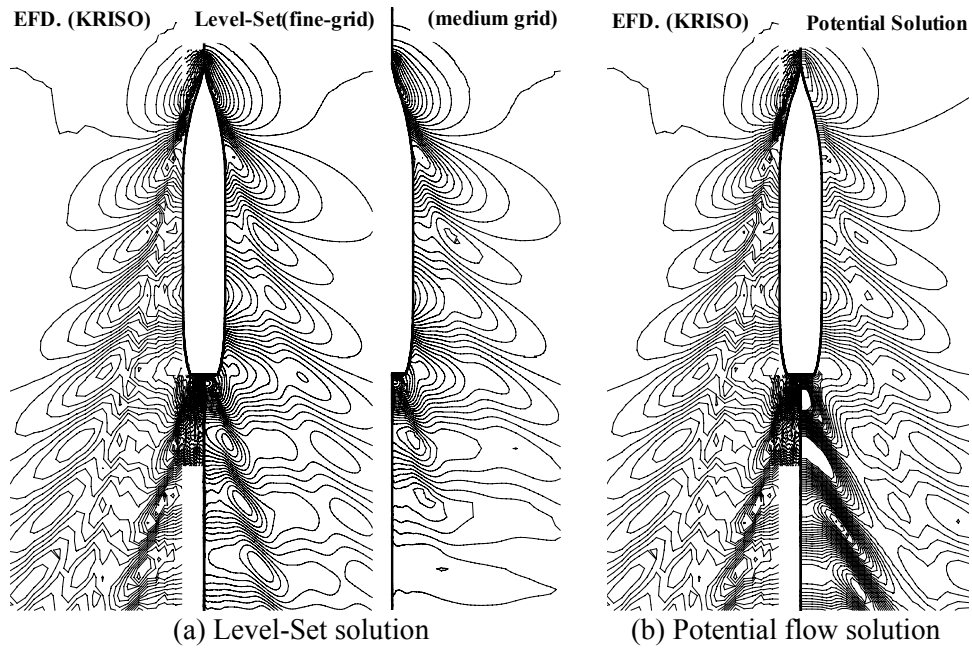 EFD. (KRISO) Level-Set(fine-grid) (medium grid) EFD. (KRISO) Potential Solution
(a) Level-Set solution (b) Potential flow solution